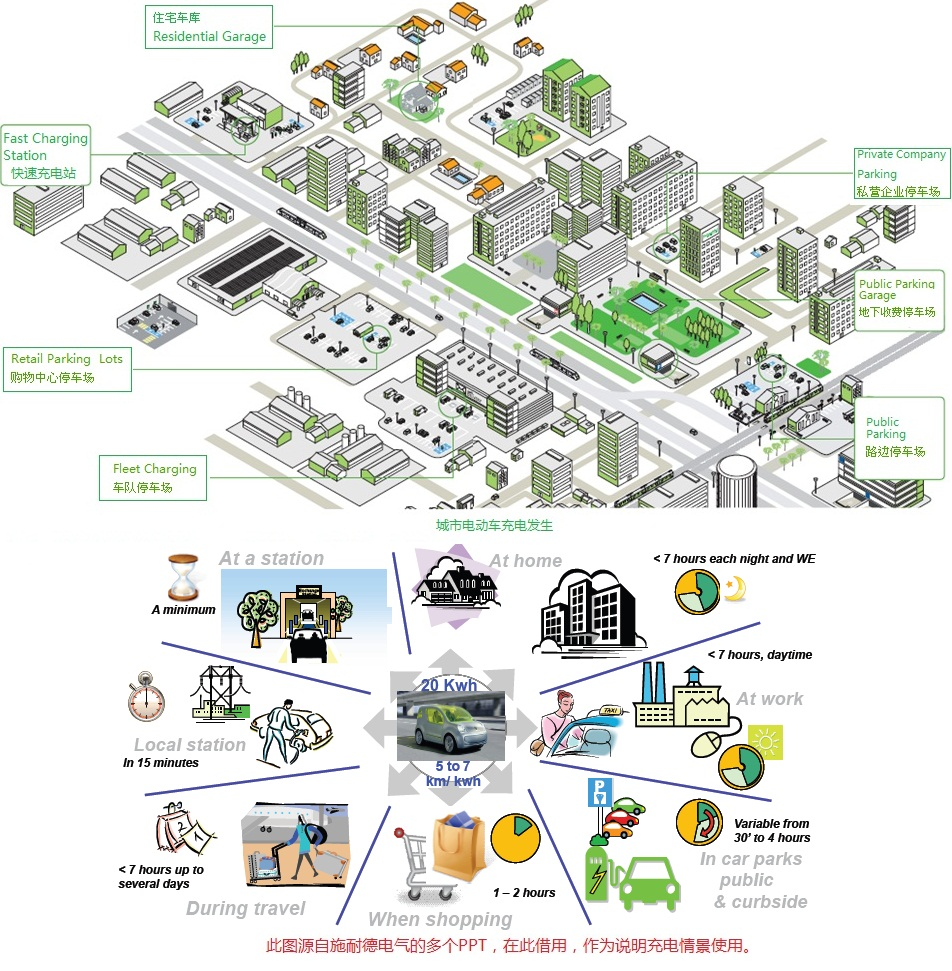 住宅车库
Residential Garage
Fast Charging
Station
快速充电站
Private Company
Parking
私营企业停车场
Public Parking
Garage
地下收费停车场
Retail Parking Lots
购物中心停车场
Public
Parking
路边停车场
Fleet Charging
车队停车场
城市电动车充电发生
At a station
A minimum
At home
< 7 hours each night and WE
< 7 hours, daytime
At work
TAXI
20 Kwh
5 to 7
km/ kwh
Local station
In 15 minutes
2
1
< 7 hours up to
several days
During travel
1 – 2 hours
When shopping
P
Variable from
30' to 4 hours
In car parks
public
& curbside
此图源自施耐德电气的多个PPT，在此借用，作为说明充电情景使用。